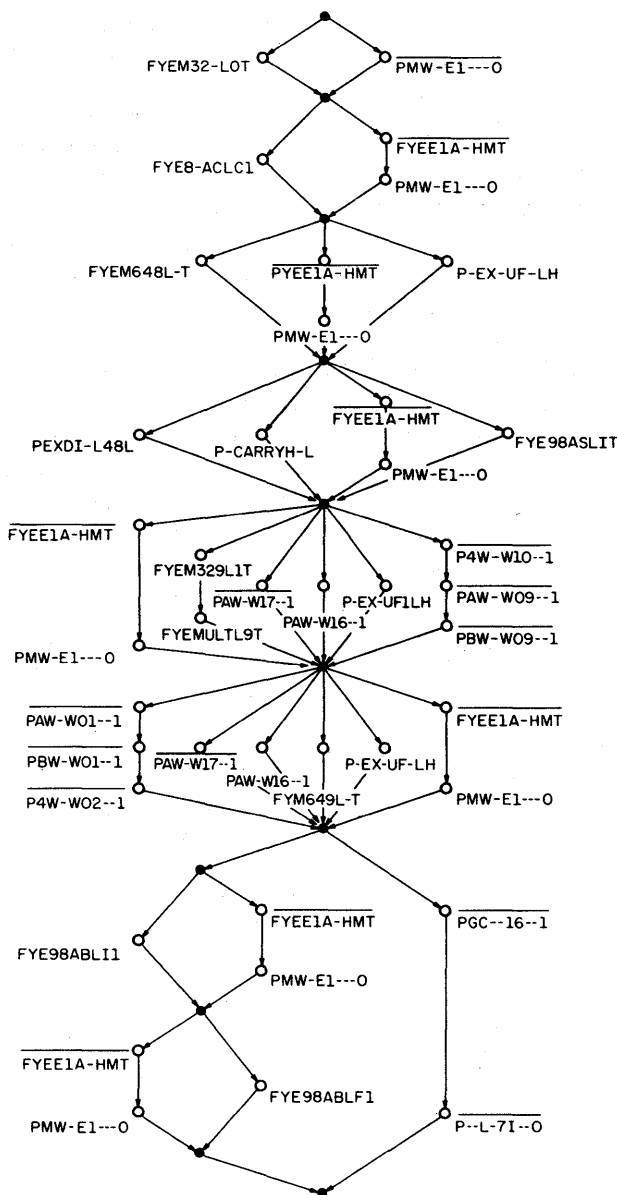 FYEM32-LOT
PMW-E1---O
FYEE1A-HMT
FYE8-ACLC1
PMW-E1---O
FYEM648L-T
PYEE1A-HMT
P-EX-UF-LH
PMW-E1---O
FYEE1A-HMT
PEXDI-L48L
P-CARRYH-L
FYE98ASLIT
PMW-E1---O
FYEE1A-HMT
P4W-W10--1
FYEM329L1T
PAW-W17--1
P-EX-UF1LH
PAW-W09--1
PAW-W16--1
FYEMULTL9T
PBW-W09--1
PMW-E1---O
PAW-W01--1
FYEE1A-HMT
PBW-W01--1
PAW-W17--1
P-EX-UF-LH
PAW-W16--1
P4W-W02--1
FYM649L-T
PMW-E1---O
FYEE1A-HMT
PGC--16--1
FYE98ABLI1
PMW-E1---O
FYEE1A-HMT
FYE98ABLF1
PMW-E1---O
P--L-7I--O